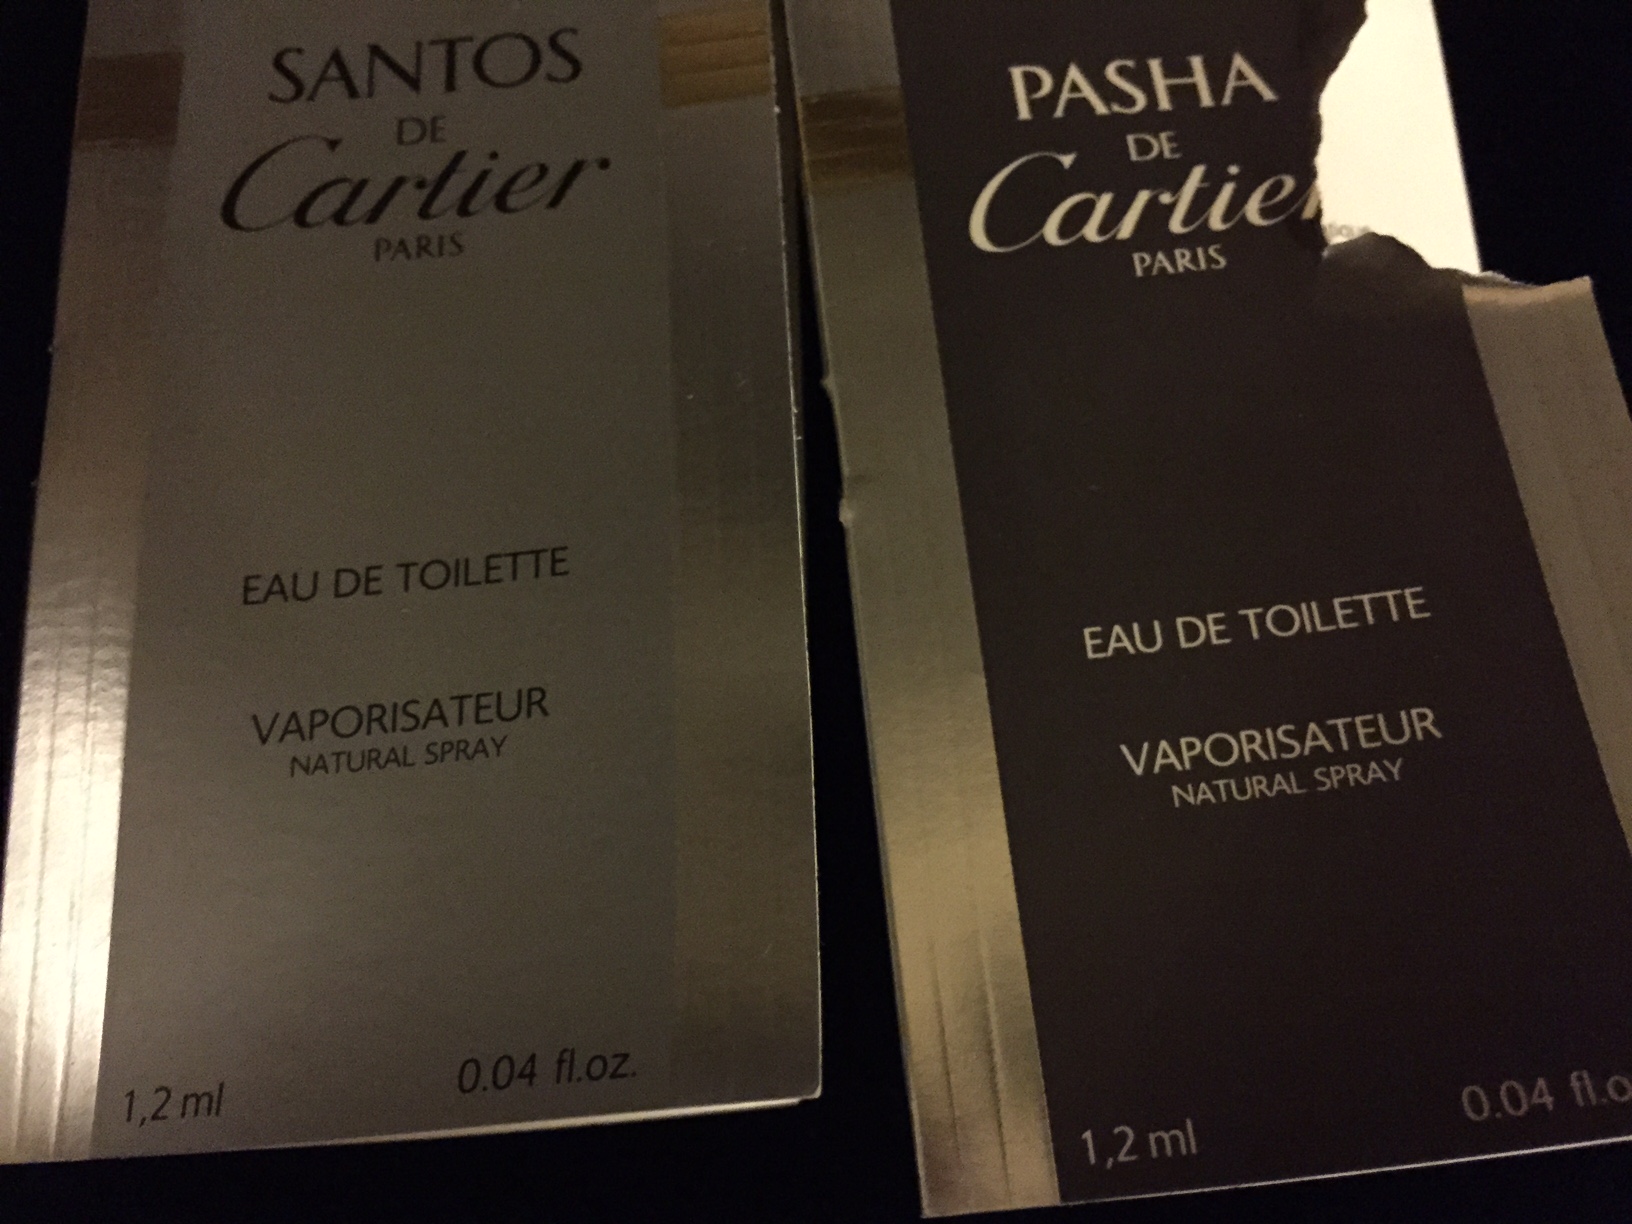 SANTOS
DE
Cartier
PARIS
EAU DE TOILETTE
VAPORISATEUR
NATURAL SPRAY
1,2 ml 0.04 fl.oz.
PASHA
DE
Cartier
PARIS
EAU DE TOILETTE
VAPORISATEUR
NATURAL SPRAY
1,2 ml 0.04 fl.o